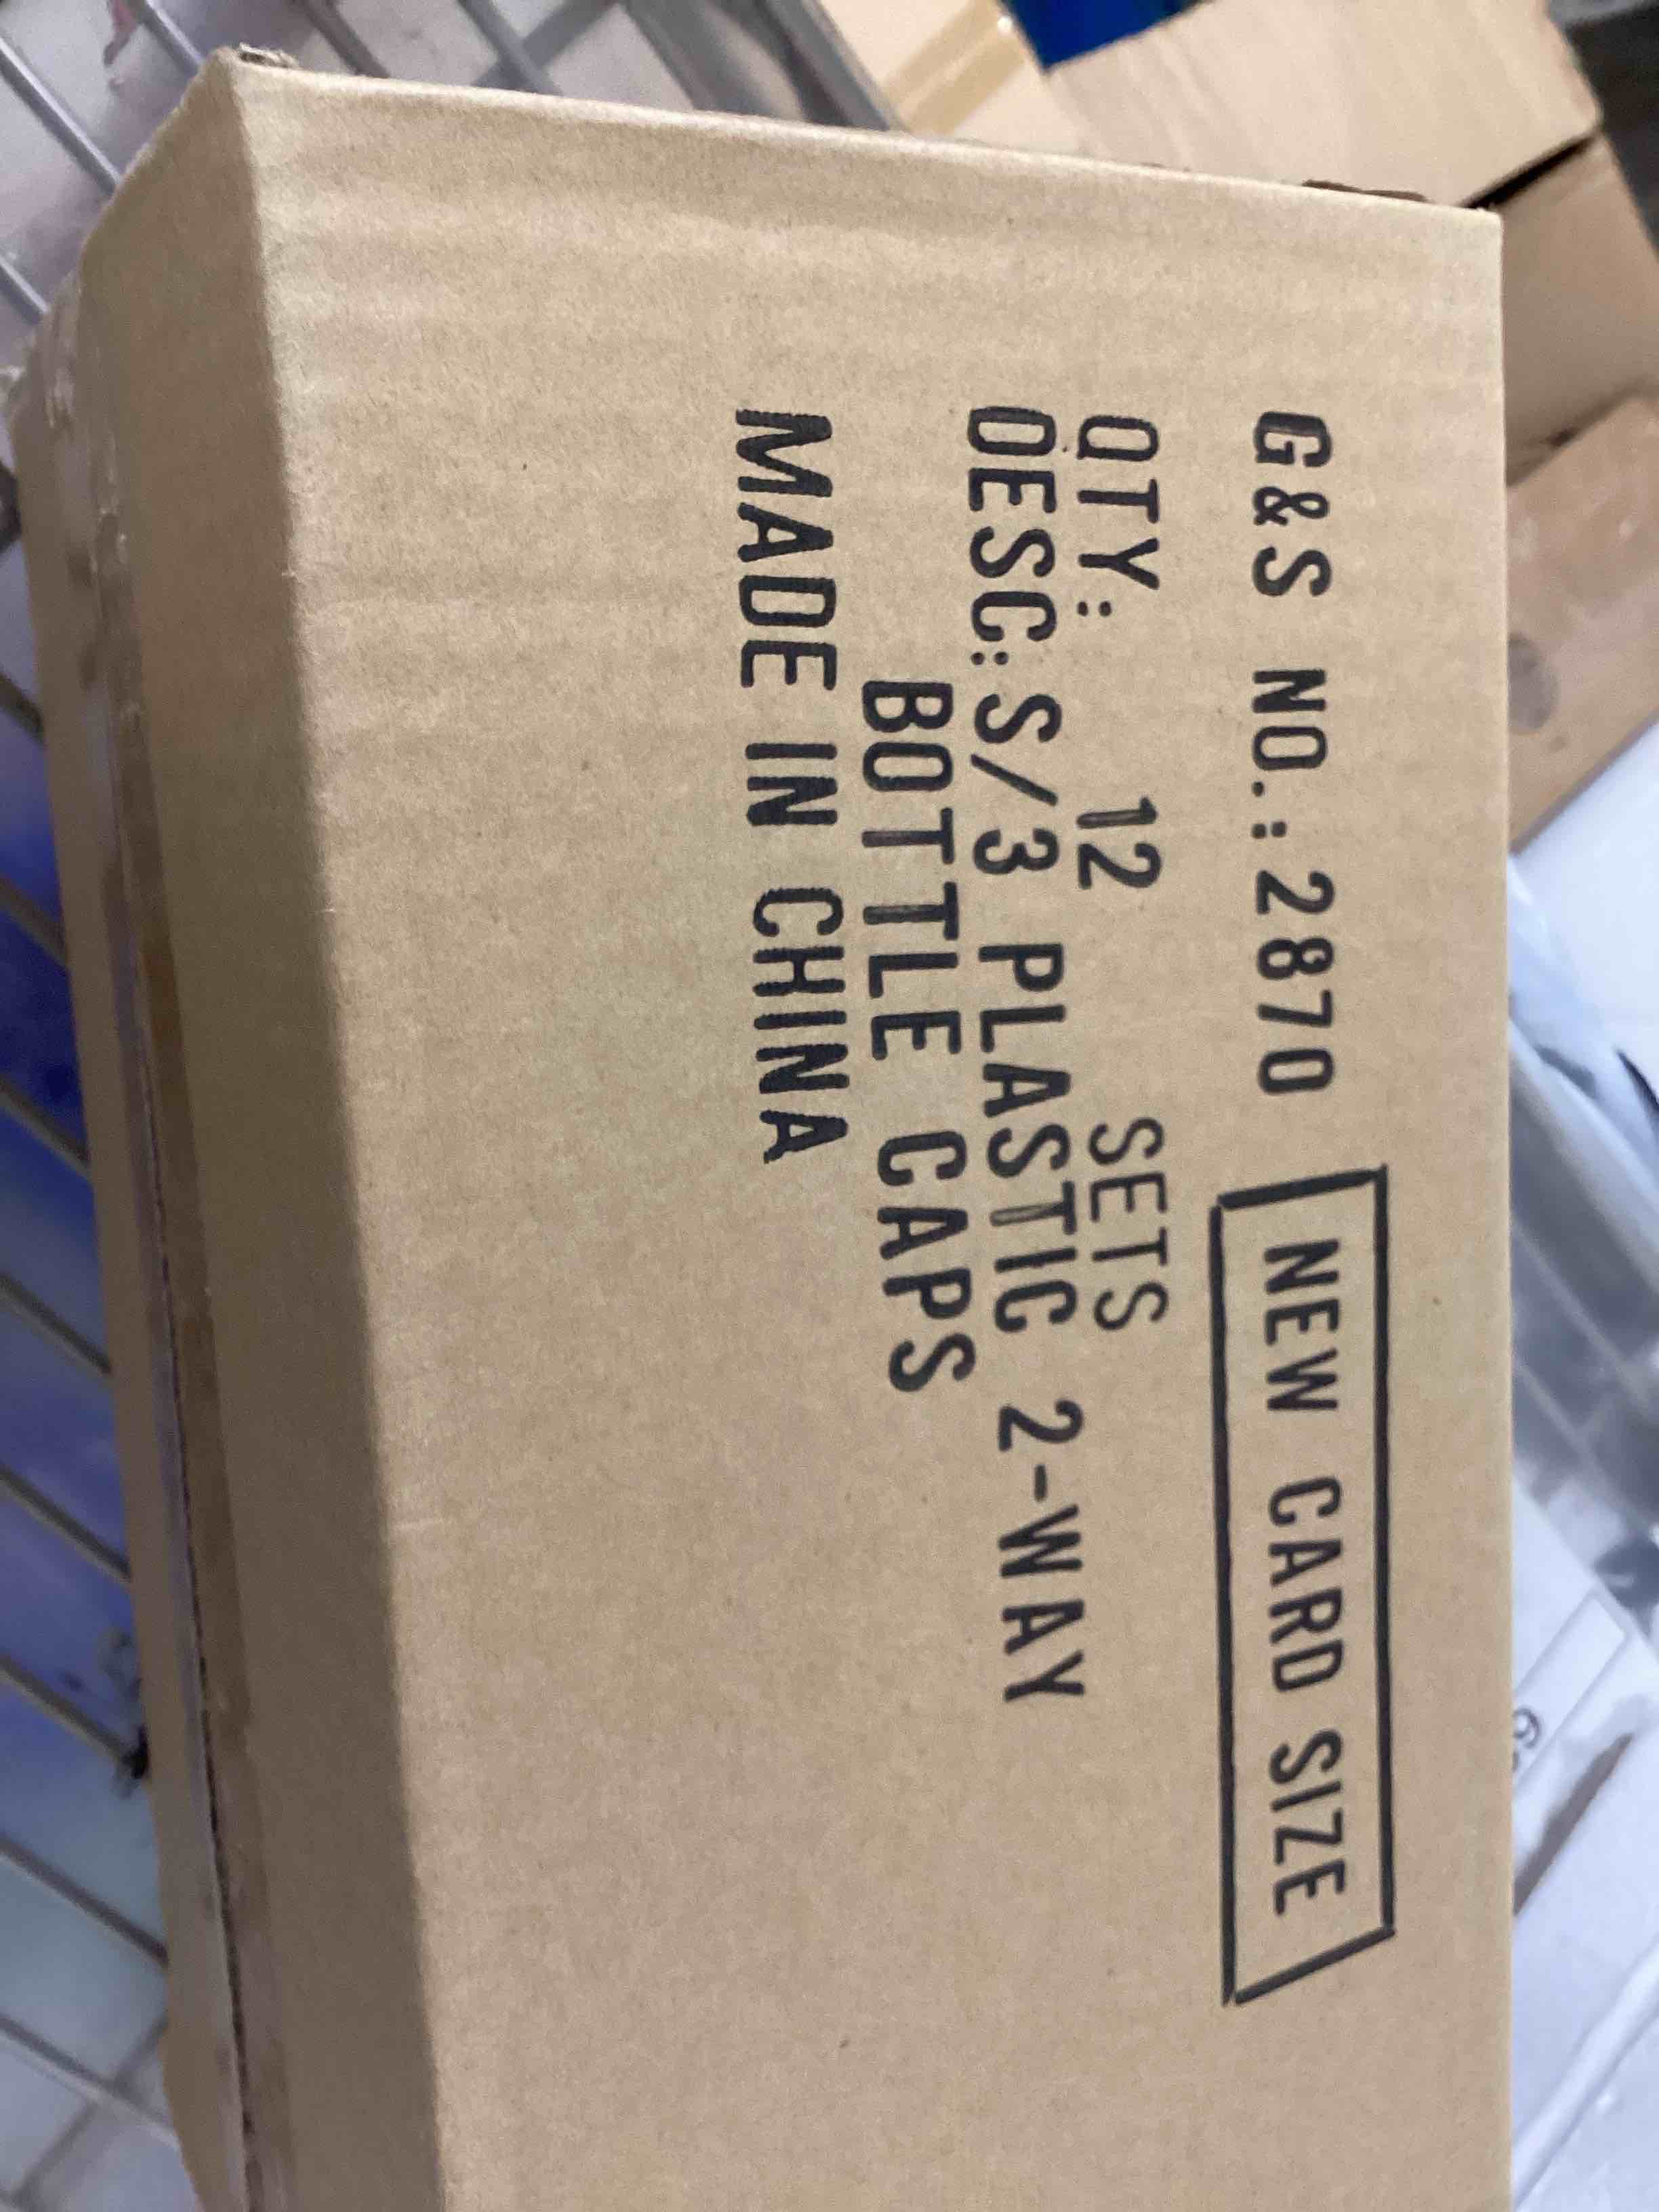 G&S NO.: 2870 NEW CARD SIZE
QTY: 12 SETS
DESC: S/3 PLASTIC 2-WAY
BOTTLE CAPS
MADE IN CHINA